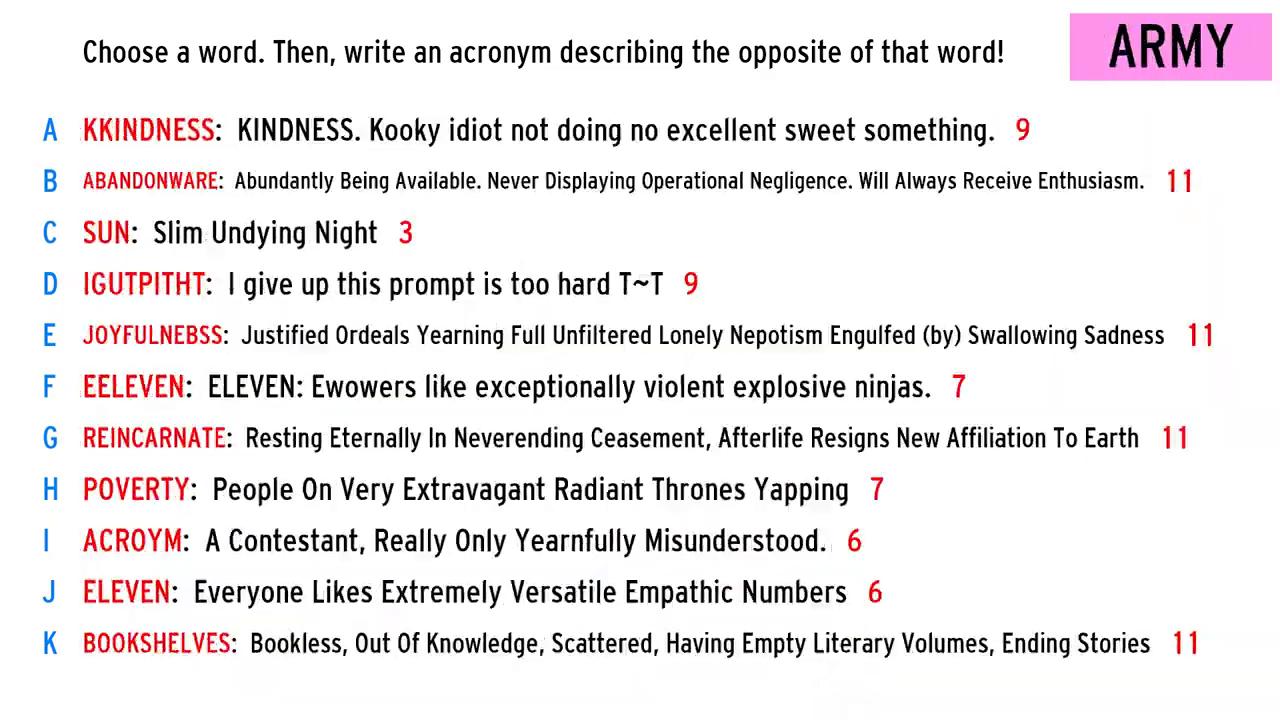 Choose a word. Then, write an acronym describing the opposite of that word!
ARMY
A KKINDNESS: KINDNESS. Kooky idiot not doing no excellent sweet something. 9
B ABANDONWARE: Abundantly Being Available. Never Displaying Operational Negligence. Will Always Receive Enthusiasm. 11
C SUN: Slim Undying Night 3
D IGUTPITHT: I give up this prompt is too hard T~T 9
E JOYFULNEBSS: Justified Ordeals Yearning Full Unfiltered Lonely Nepotism Engulfed (by) Swallowing Sadness 11
F EELEVEN: ELEVEN: Ewowers like exceptionally violent explosive ninjas. 7
G REINCARNATE: Resting Eternally In Neverending Ceasement, Afterlife Resigns New Affiliation To Earth 11
H POVERTY: People On Very Extravagant Radiant Thrones Yapping 7
I ACROYM: A Contestant, Really Only Yearnfully Misunderstood. 6
J ELEVEN: Everyone Likes Extremely Versatile Empathic Numbers 6
K BOOKSHELVES: Bookless, Out Of Knowledge, Scattered, Having Empty Literary Volumes, Ending Stories 11